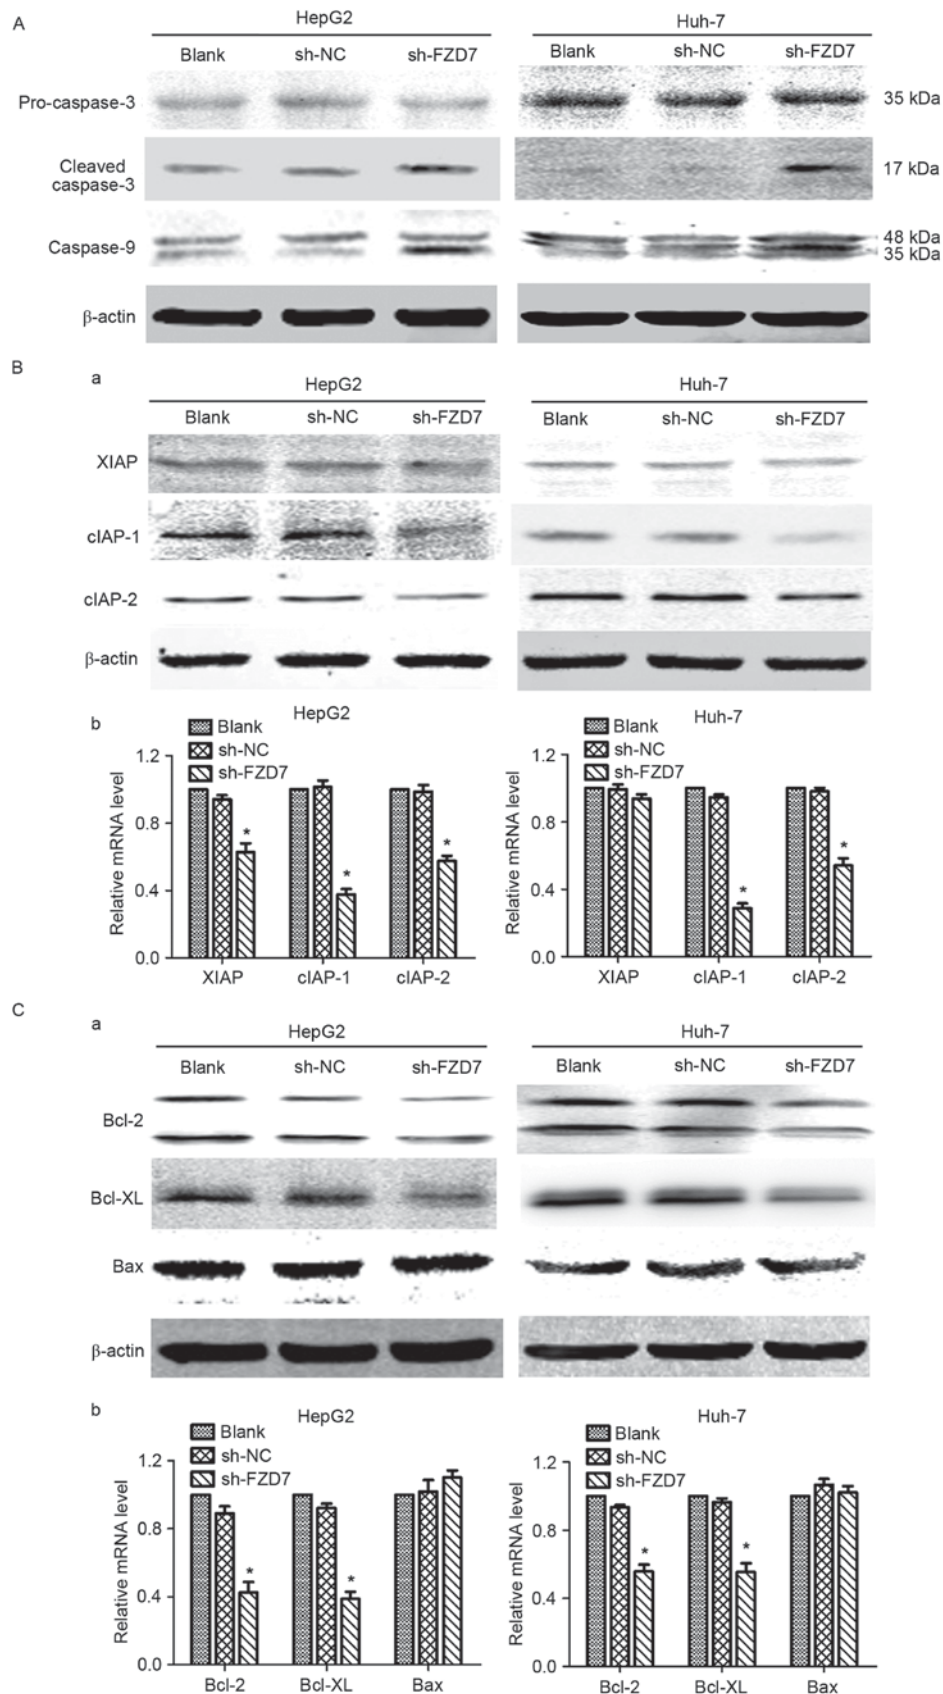 A
HepG2
Huh-7
Blank sh-NC sh-FZD7
Blank sh-NC sh-FZD7
Pro-caspase-3
35 kDa
Cleaved
caspase-3
17 kDa
Caspase-9
48 kDa
35 kDa
β-actin
B
a
HepG2
Huh-7
Blank sh-NC sh-FZD7
Blank sh-NC sh-FZD7
XIAP
cIAP-1
cIAP-2
β-actin
b
HepG2
Blank
sh-NC
sh-FZD7
Relative mRNA level
1.2
0.8
0.4
0.0
*
*
*
XIAP cIAP-1 cIAP-2
Huh-7
Blank
sh-NC
sh-FZD7
Relative mRNA level
1.2
0.8
0.4
0.0
*
*
XIAP cIAP-1 cIAP-2
C
a
HepG2
Huh-7
Blank sh-NC sh-FZD7
Blank sh-NC sh-FZD7
Bcl-2
Bcl-XL
Bax
β-actin
b
HepG2
Blank
sh-NC
sh-FZD7
Relative mRNA level
1.2
0.8
0.4
0.0
*
*
Bcl-2 Bcl-XL Bax
Huh-7
Blank
sh-NC
sh-FZD7
Relative mRNA level
1.2
0.8
0.4
0.0
*
*
Bcl-2 Bcl-XL Bax